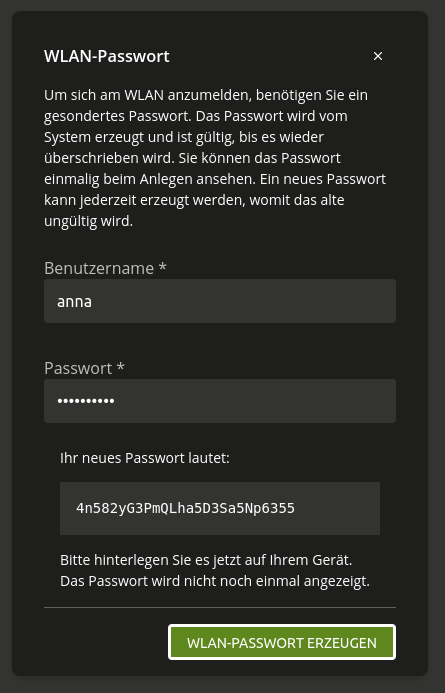 WLAN-Passwort ×
Um sich am WLAN anzumelden, benötigen Sie ein
gesondertes Passwort. Das Passwort wird vom
System erzeugt und ist gültig, bis es wieder
überschrieben wird. Sie können das Passwort
einmalig beim Anlegen ansehen. Ein neues Passwort
kann jederzeit erzeugt werden, womit das alte
ungültig wird.
Benutzername *
anna
Passwort *
••••••••••
Ihr neues Passwort lautet:
4n582yG3PmQLha5D3Sa5Np6355
Bitte hinterlegen Sie es jetzt auf Ihrem Gerät.
Das Passwort wird nicht noch einmal angezeigt.
WLAN-PASSWORT ERZEUGEN